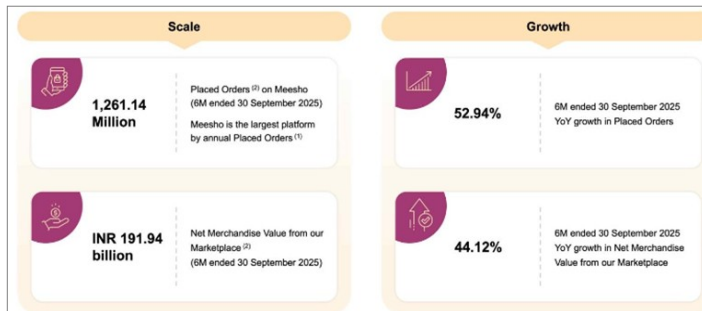 Scale
1,261.14
Million
Placed Orders (2) on Meesho
(6M ended 30 September 2025)
Meesho is the largest platform
by annual Placed Orders (1)
INR 191.94
billion
Net Merchandise Value from our
Marketplace (2)
(6M ended 30 September 2025)
Growth
52.94%
6M ended 30 September 2025
YoY growth in Placed Orders
44.12%
6M ended 30 September 2025
YoY growth in Net Merchandise
Value from our Marketplace